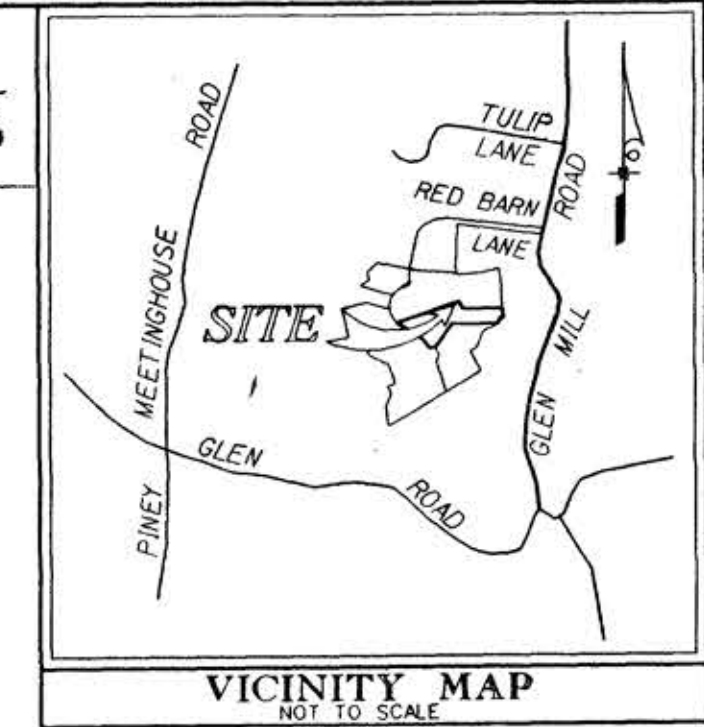 TULIP
LANE
ROAD
RED BARN
LANE
ROAD
MEETINGHOUSE
SITE
GLEN MILL
GLEN
ROAD
PINEY
VICINITY MAP
NOT TO SCALE